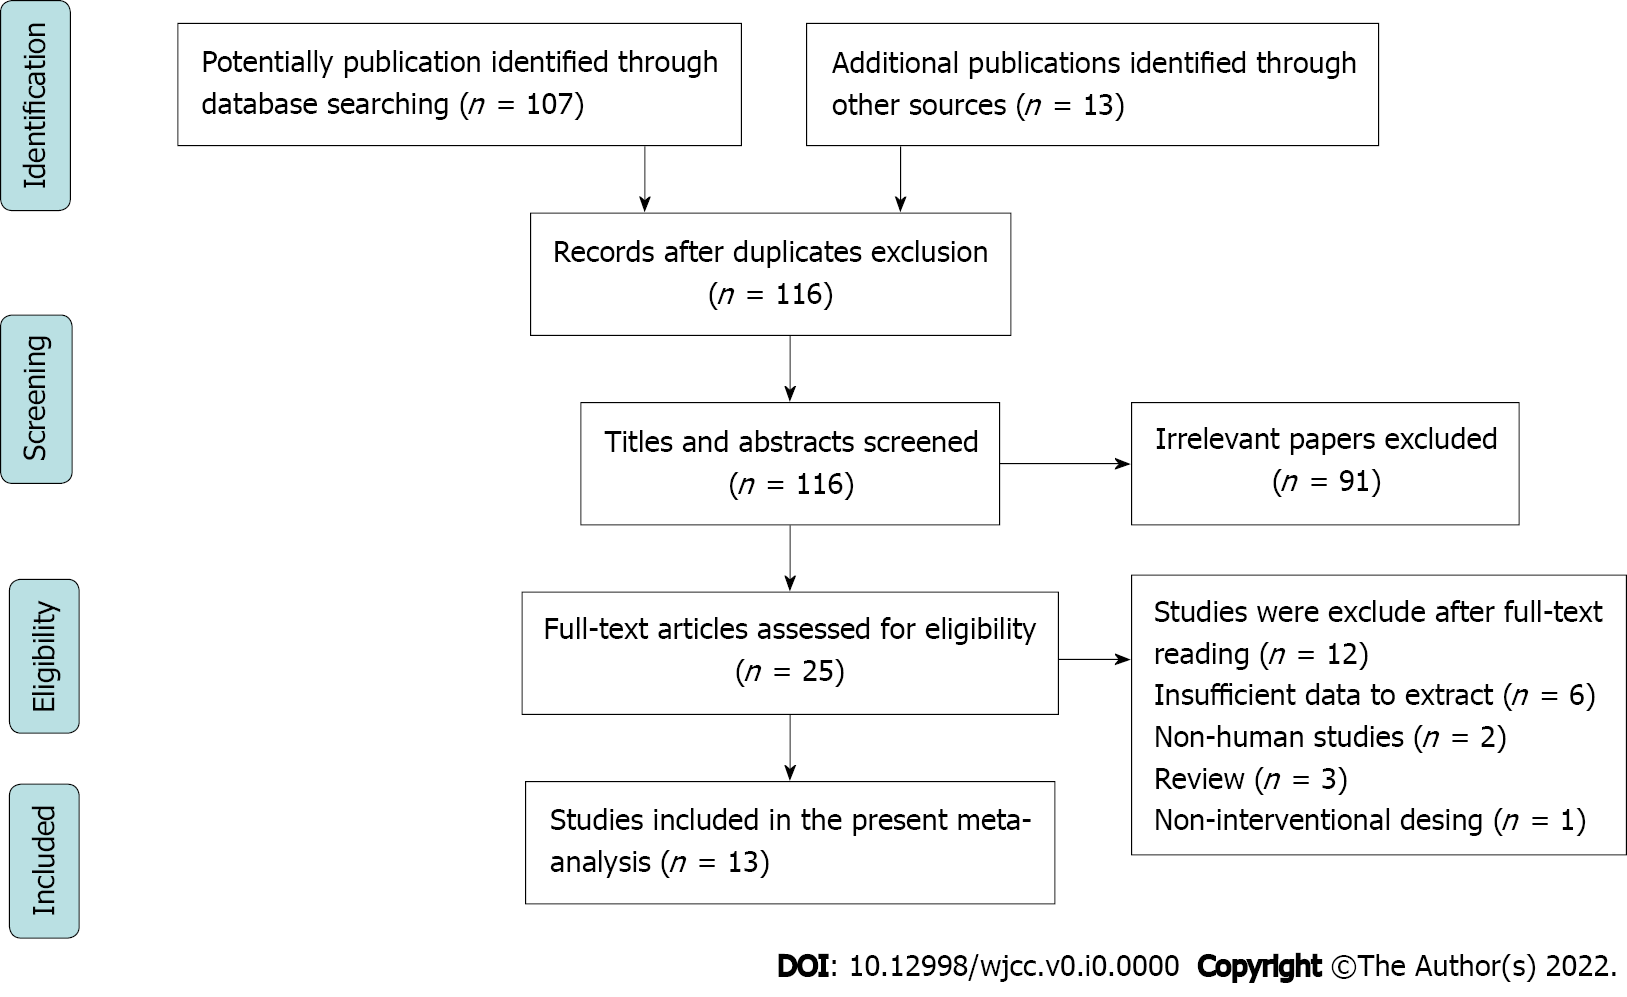 Identification
Potentially publication identified through
database searching (n = 107)
Additional publications identified through
other sources (n = 13)
Records after duplicates exclusion
(n = 116)
Screening
Titles and abstracts screened
(n = 116)
Irrelevant papers excluded
(n = 91)
Eligibility
Full-text articles assessed for eligibility
(n = 25)
Studies were exclude after full-text
reading (n = 12)
Insufficient data to extract (n = 6)
Non-human studies (n = 2)
Review (n = 3)
Non-interventional desing (n = 1)
Included
Studies included in the present meta-
analysis (n = 13)
DOI: 10.12998/wjcc.v0.i0.0000 Copyright ©The Author(s) 2022.